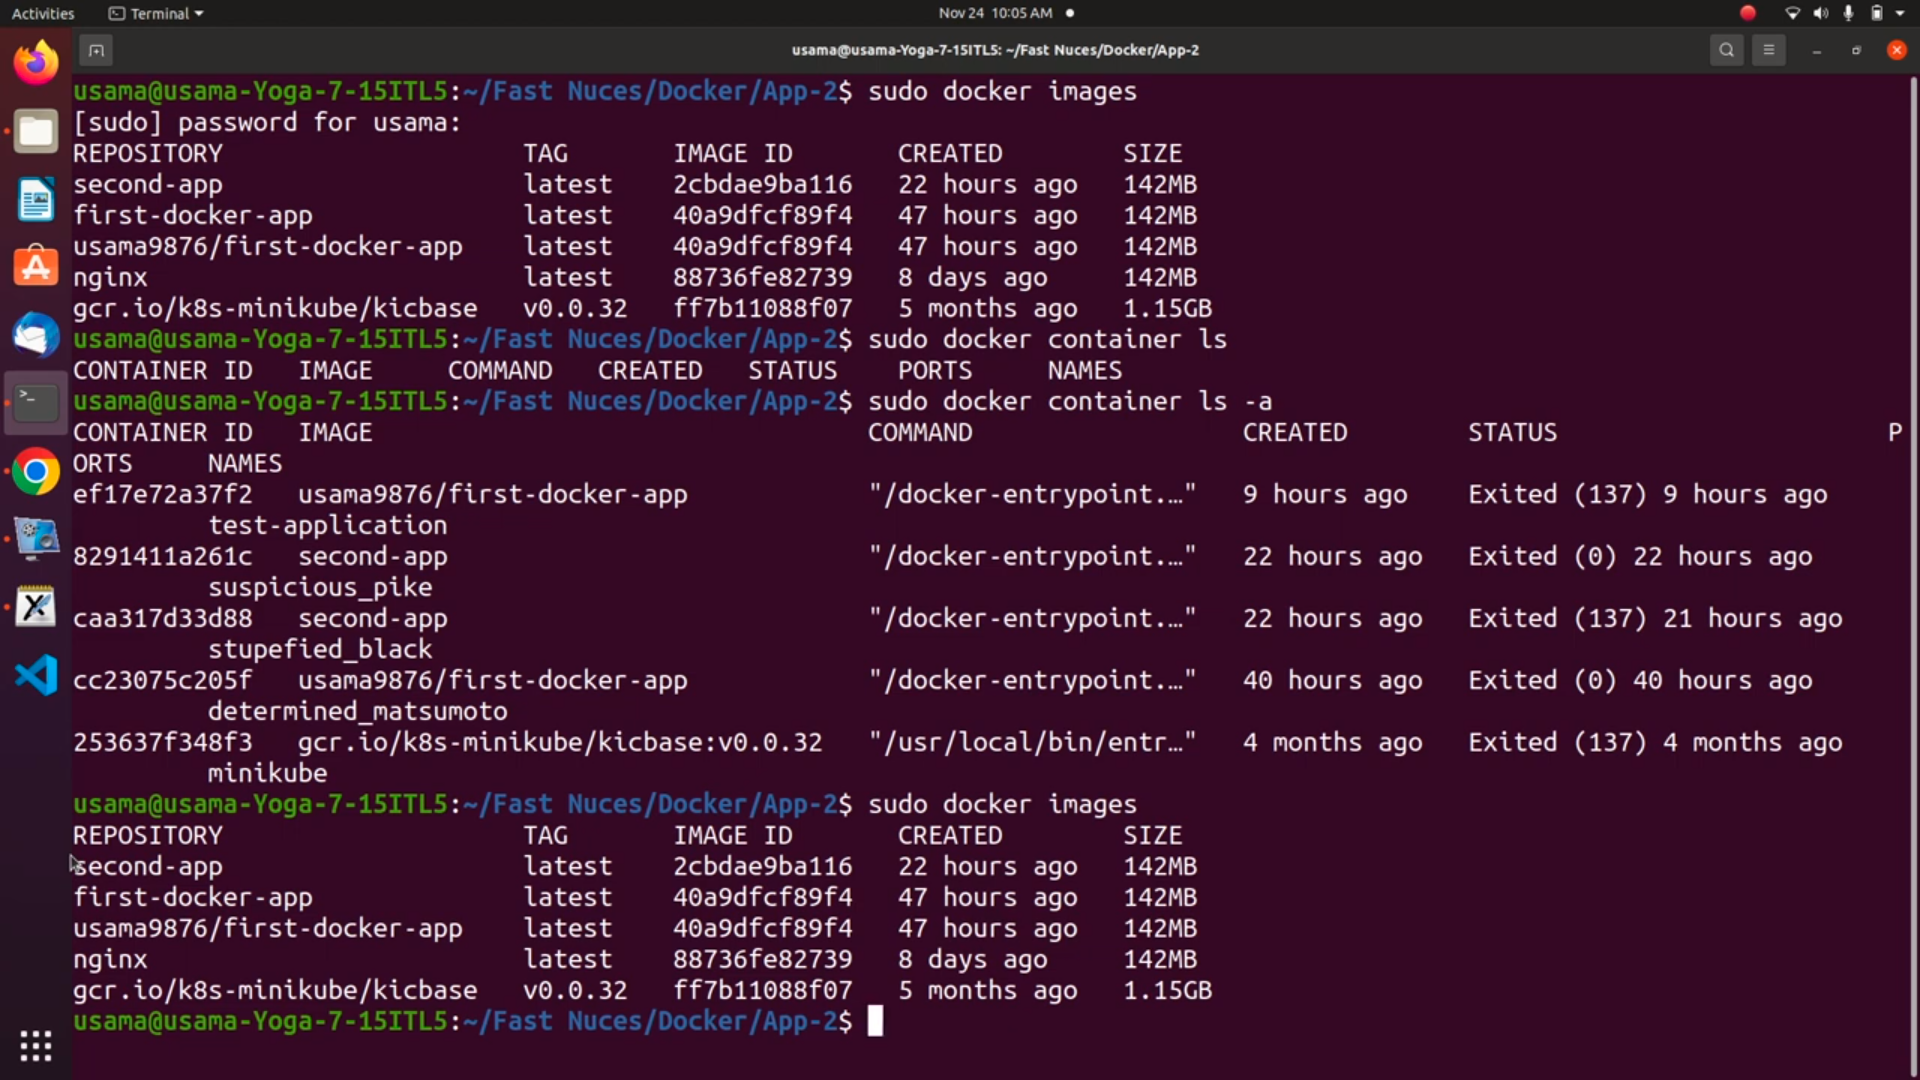 Activities Terminal Nov 24 10:05 AM
usama@usama-Yoga-7-15ITL5: ~/Fast Nuces/Docker/App-2
usama@usama-Yoga-7-15ITL5:~/Fast Nuces/Docker/App-2$ sudo docker images
[sudo] password for usama:
REPOSITORY TAG IMAGE ID CREATED SIZE
second-app latest 2cbdae9ba116 22 hours ago 142MB
first-docker-app latest 40a9dfcf89f4 47 hours ago 142MB
usama9876/first-docker-app latest 40a9dfcf89f4 47 hours ago 142MB
nginx latest 88736fe82739 8 days ago 142MB
gcr.io/k8s-minikube/kicbase v0.0.32 ff7b11088f07 5 months ago 1.15GB
usama@usama-Yoga-7-15ITL5:~/Fast Nuces/Docker/App-2$ sudo docker container ls
CONTAINER ID IMAGE COMMAND CREATED STATUS PORTS NAMES
usama@usama-Yoga-7-15ITL5:~/Fast Nuces/Docker/App-2$ sudo docker container ls -a
CONTAINER ID IMAGE COMMAND CREATED STATUS P
ORTS NAMES
ef17e72a37f2 usama9876/first-docker-app "/docker-entrypoint.…" 9 hours ago Exited (137) 9 hours ago
test-application
8291411a261c second-app "/docker-entrypoint.…" 22 hours ago Exited (0) 22 hours ago
suspicious_pike
caa317d33d88 second-app "/docker-entrypoint.…" 22 hours ago Exited (137) 21 hours ago
stupefied_black
cc23075c205f usama9876/first-docker-app "/docker-entrypoint.…" 40 hours ago Exited (0) 40 hours ago
determined_matsumoto
253637f348f3 gcr.io/k8s-minikube/kicbase:v0.0.32 "/usr/local/bin/entr…" 4 months ago Exited (137) 4 months ago
minikube
usama@usama-Yoga-7-15ITL5:~/Fast Nuces/Docker/App-2$ sudo docker images
REPOSITORY TAG IMAGE ID CREATED SIZE
second-app latest 2cbdae9ba116 22 hours ago 142MB
first-docker-app latest 40a9dfcf89f4 47 hours ago 142MB
usama9876/first-docker-app latest 40a9dfcf89f4 47 hours ago 142MB
nginx latest 88736fe82739 8 days ago 142MB
gcr.io/k8s-minikube/kicbase v0.0.32 ff7b11088f07 5 months ago 1.15GB
usama@usama-Yoga-7-15ITL5:~/Fast Nuces/Docker/App-2$